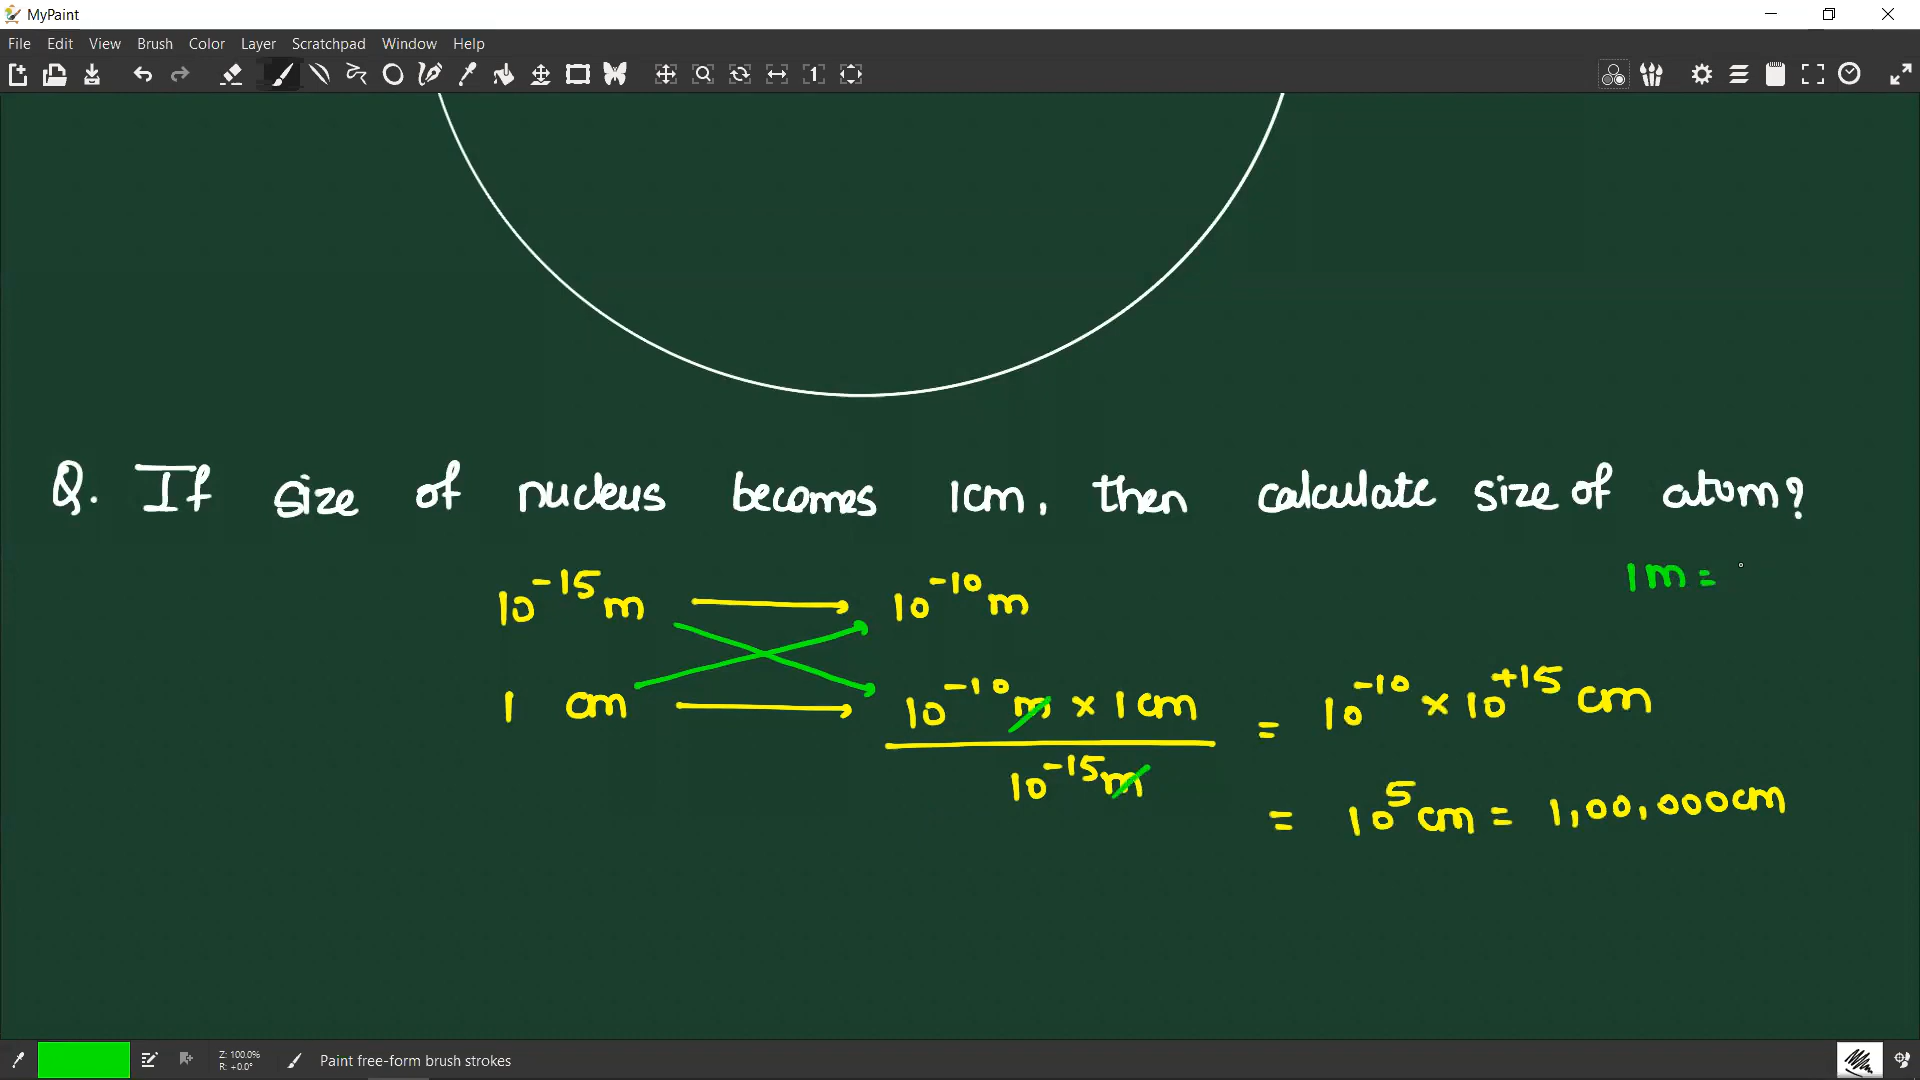 MyPaint
File Edit View Brush Color Layer Scratchpad Window Help
Q. If size of nucleus becomes 1cm, then calculate size of atom?
1m =
10⁻¹⁵m → 10⁻¹⁰m
1 cm → 10⁻¹⁰m × 1cm
10⁻¹⁵m
= 10⁻¹⁰ × 10⁺¹⁵ cm
= 10⁵ cm = 1,00,000cm
Z: 100.0%
R: +0.0°
Paint free-form brush strokes